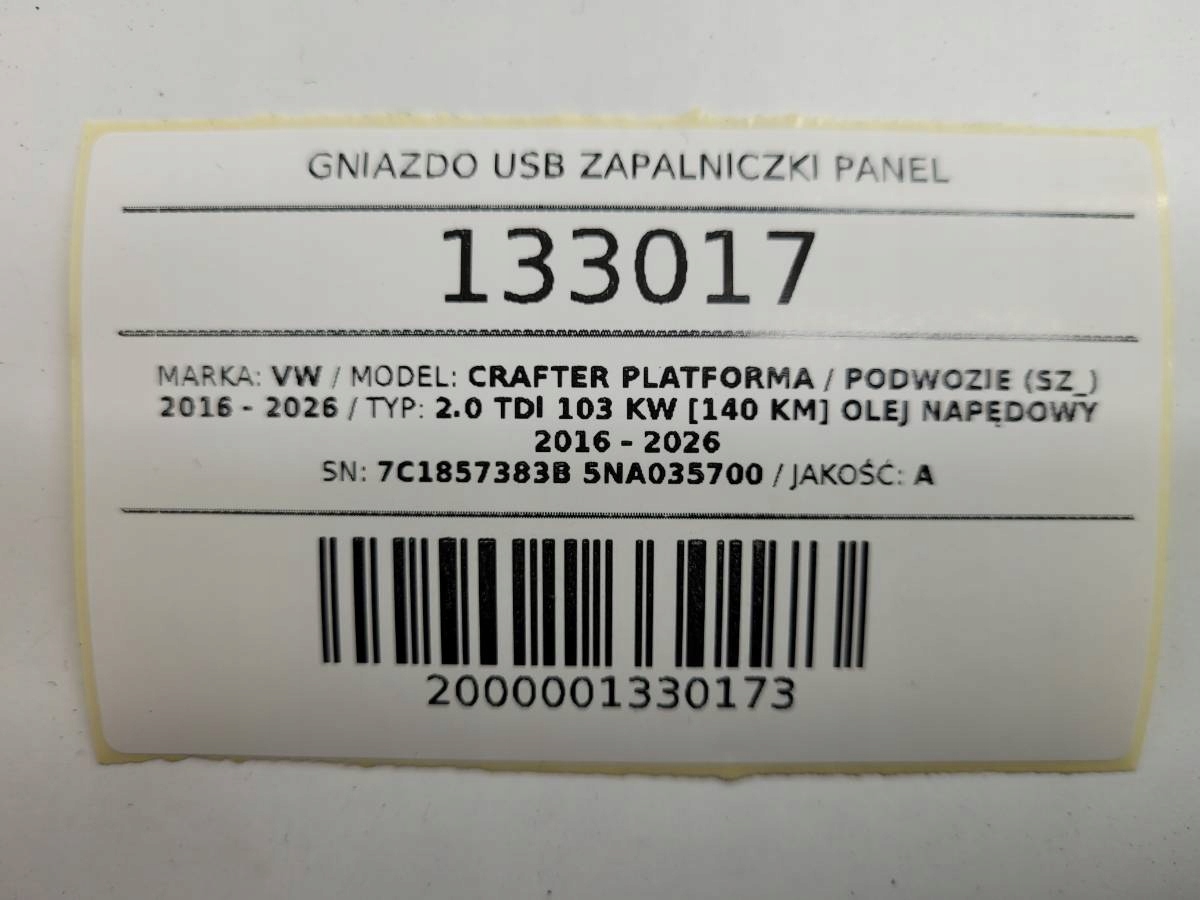 GNIAZDO USB ZAPALNICZKI PANEL
133017
MARKA: VW / MODEL: CRAFTER PLATFORMA / PODWOZIE (SZ_)
2016 - 2026 / TYP: 2.0 TDI 103 KW [140 KM] OLEJ NAPĘDOWY
2016 - 2026
SN: 7C1857383B 5NA035700 / JAKOŚĆ: A
2000001330173